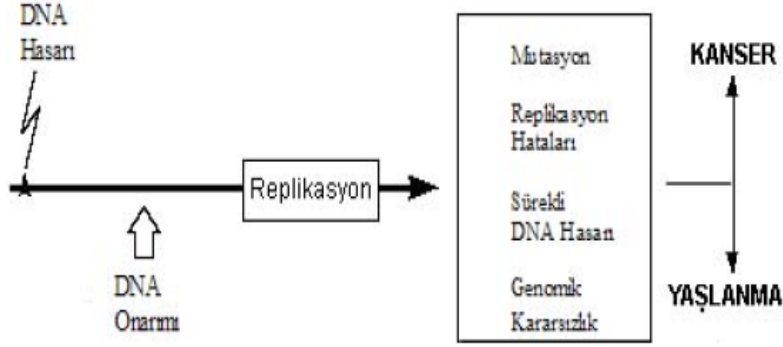 DNA
Hasarı
DNA
Onarımı
Replikasyon
Mutasyon
Replikasyon
Hataları
Sürekli
DNA Hasarı
Genomik
Kararsızlık
KANSER
YAŞLANMA